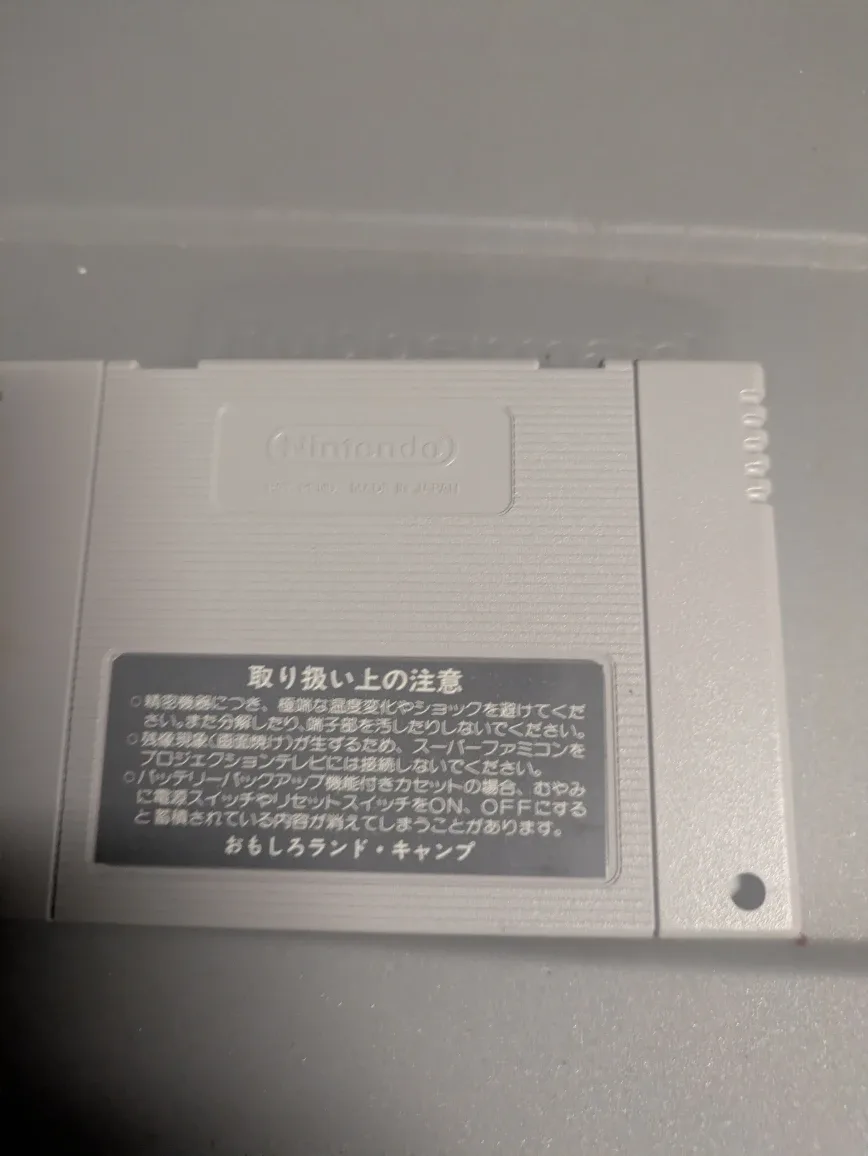 Nintendo
MADE IN JAPAN
取り扱い上の注意
○精密機器につき、極端な温度変化やショックを避けてくだ
さい。また分解したり、端子部を汚したりしないでください。
○残像現象(画面焼け)が生ずるため、スーパーファミコンを
プロジェクションテレビには接続しないでください。
○バッテリーバックアップ機能付きカセットの場合、むやみ
に電源スイッチやリセットスイッチをON、OFFにする
と蓄積されている内容が消えてしまうことがあります。
おもしろランド・キャンプ